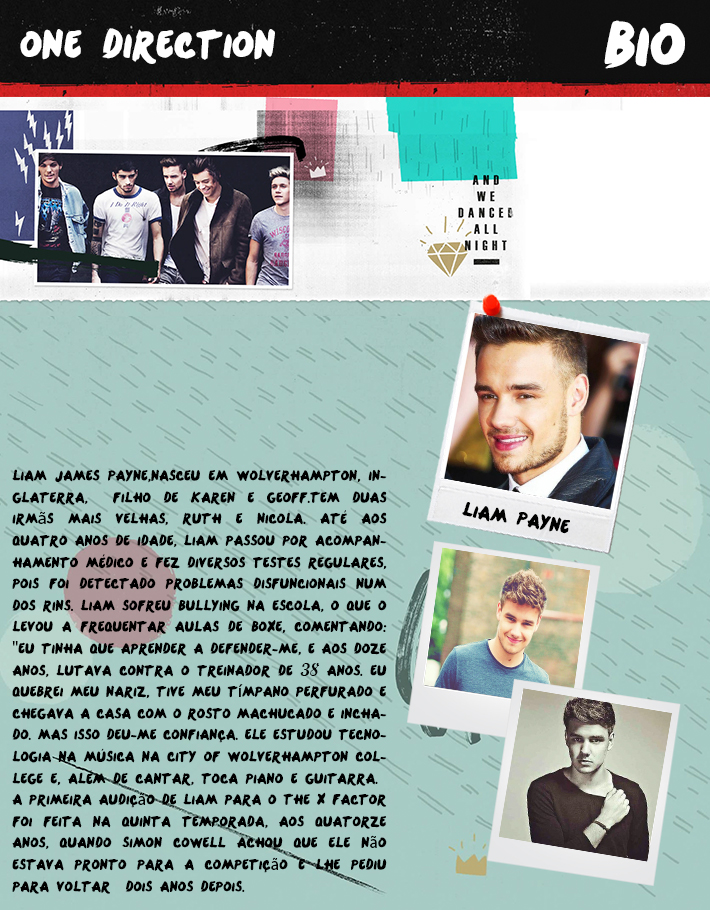 ONE DIRECTION
BIO
AND
WE
DANCED
ALL
NIGHT
LIAM PAYNE
LIAM JAMES PAYNE,NASCEU EM WOLVERHAMPTON, IN-
GLATERRA, FILHO DE KAREN E GEOFF.TEM DUAS
IRMãS MAIS VELHAS, RUTH E NICOLA. ATÉ AOS
QUATRO ANOS DE IDADE, LIAM PASSOU POR ACOMPAN-
HAMENTO MÉDICO E FEZ DIVERSOS TESTES REGULARES,
POIS FOI DETECTADO PROBLEMAS DISFUNCIONAIS NUM
DOS RINS. LIAM SOFREU BULLYING NA ESCOLA, O QUE O
LEVOU A FREQUENTAR AULAS DE BOXE, COMENTANDO:
"EU TINHA QUE APRENDER A DEFENDER-ME, E AOS DOZE
ANOS, LUTAVA CONTRA O TREINADOR DE 38 ANOS. EU
QUEBREI MEU NARIZ, TIVE MEU TÍMPANO PERFURADO E
CHEGAVA A CASA COM O ROSTO MACHUCADO E INCHA-
DO. MAS ISSO DEU-ME CONFIANÇA. ELE ESTUDOU TECNO-
LOGIA NA MÚSICA NA CITY OF WOLVERHAMPTON COL-
LEGE E, ALÉM DE CANTAR, TOCA PIANO E GUITARRA.
A PRIMEIRA AUDIÇãO DE LIAM PARA O THE X FACTOR
FOI FEITA NA QUINTA TEMPORADA, AOS QUATORZE
ANOS, QUANDO SIMON COWELL ACHOU QUE ELE NãO
ESTAVA PRONTO PARA A COMPETIÇãO E LHE PEDIU
PARA VOLTAR DOIS ANOS DEPOIS.